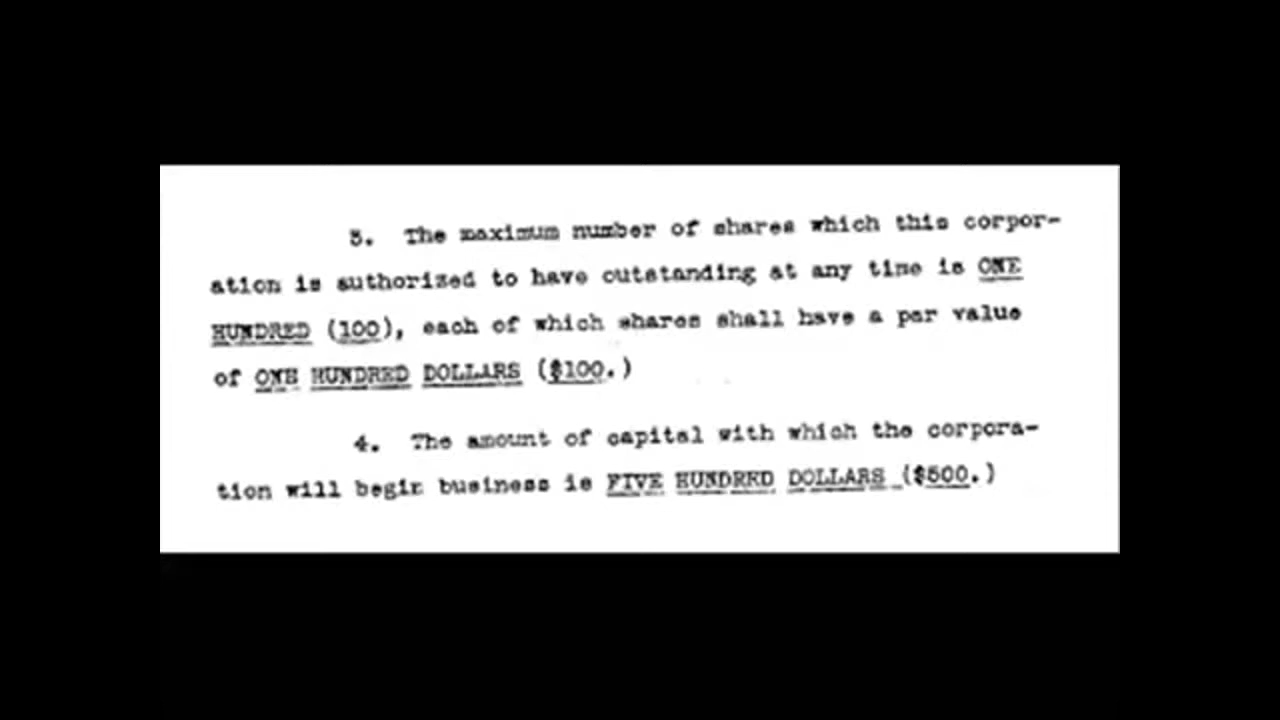 3. The maximum number of shares which this corpor-
ation is authorized to have outstanding at any time is ONE
HUNDRED (100), each of which shares shall have a par value
of ONE HUNDRED DOLLARS ($100.)
4. The amount of capital with which the corpora-
tion will begin business is FIVE HUNDRED DOLLARS ($500.)